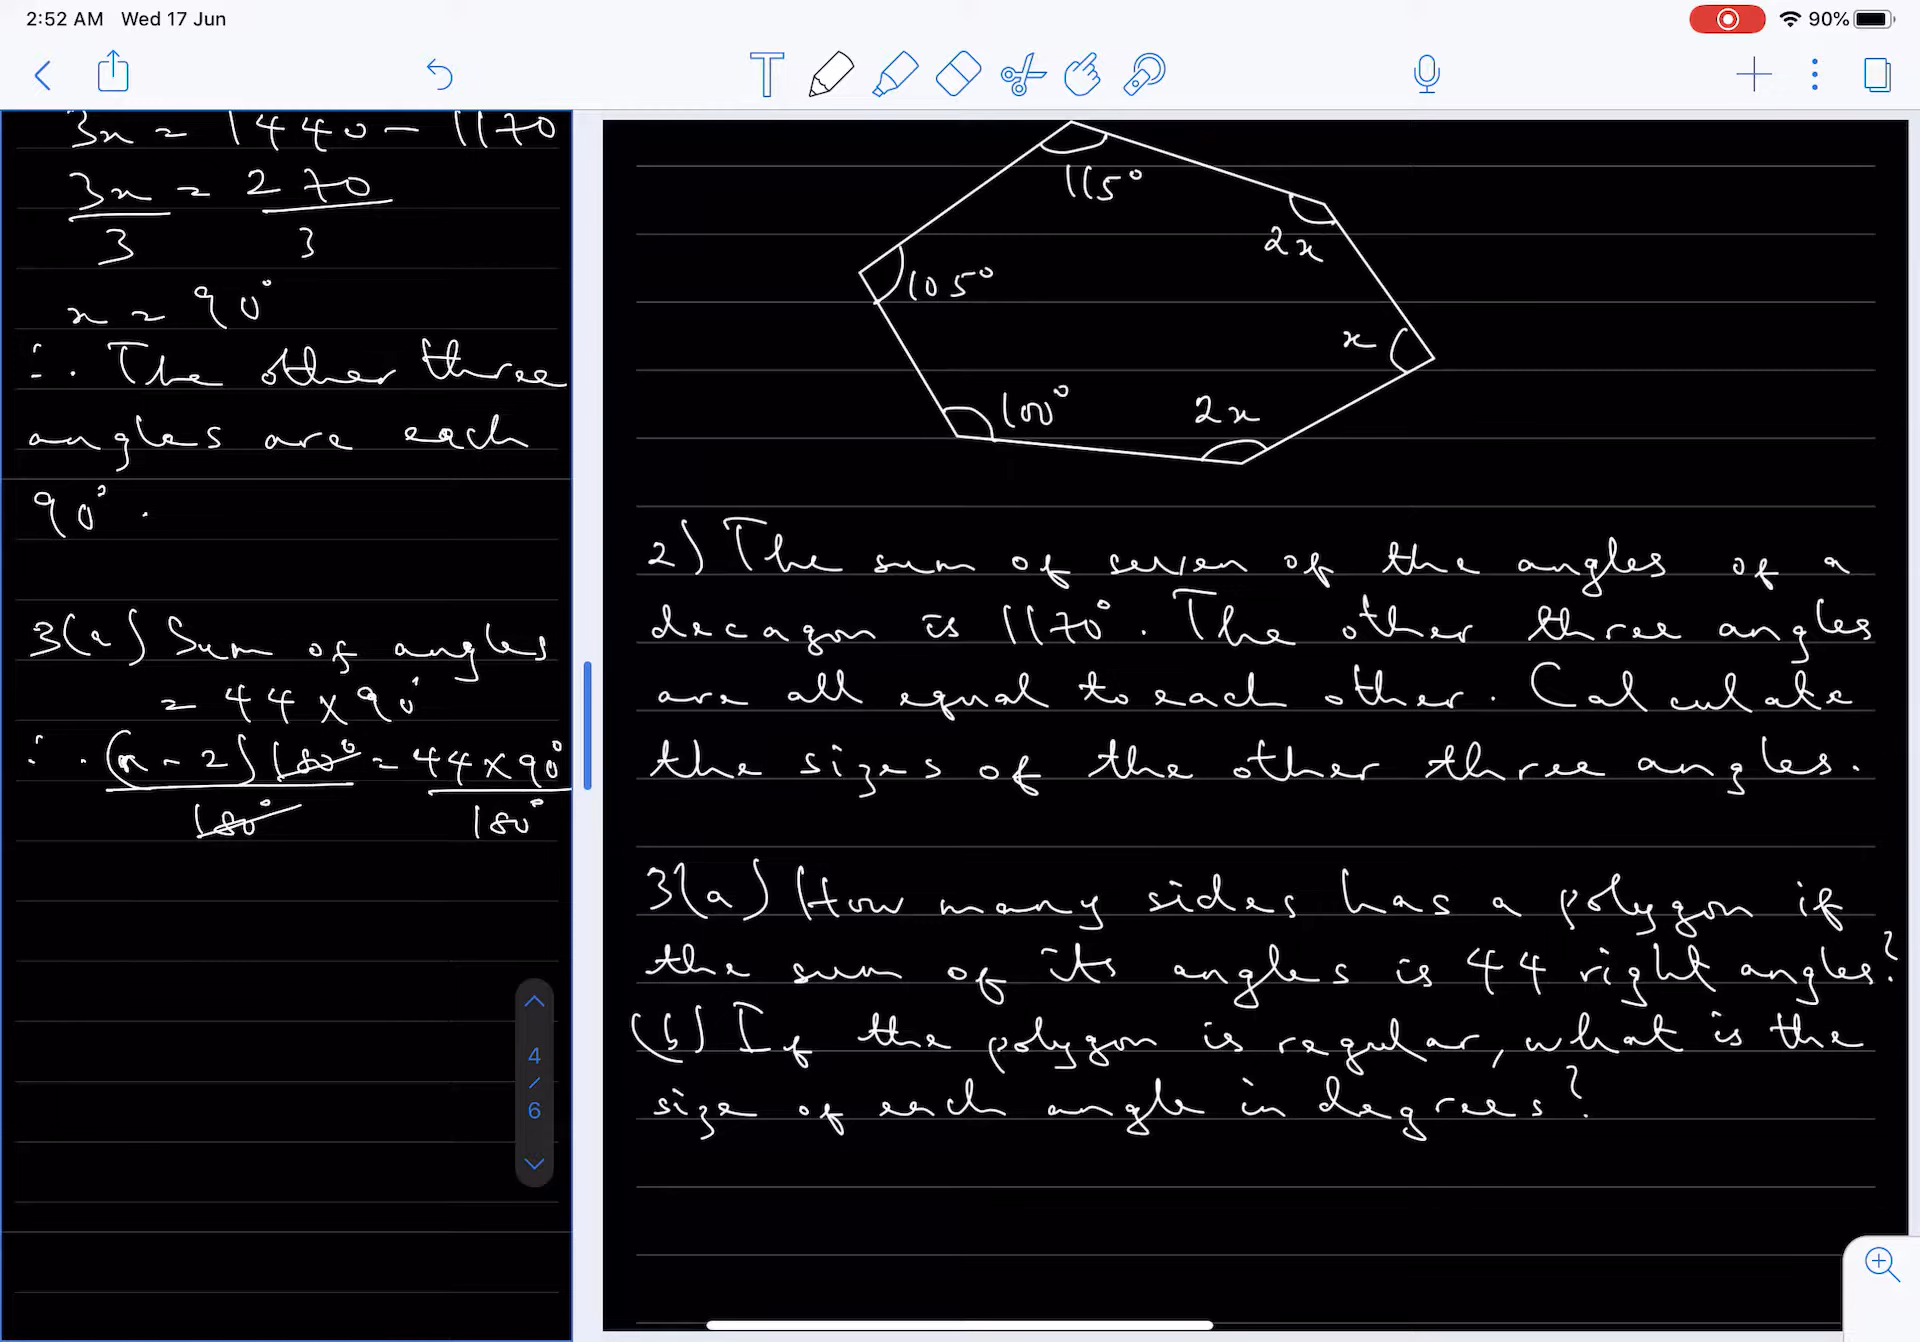 2:52 AM Wed 17 Jun
90%
3x = 1440 - 1170
3x = 270
3 3
x = 90°
∴ The other three
angles are each
90°.
3(a) Sum of angles
= 44 × 90°
∴ (n - 2) 180° = 44 × 90°
180° 180°
4
/
6
115°
2x
105°
x
100°
2x
2) The sum of seven of the angles of a
decagon is 1170°. The other three angles
are all equal to each other. Calculate
the sizes of the other three angles.
3(a) How many sides has a polygon if
the sum of its angles is 44 right angles?
(b) If the polygon is regular, what is the
size of each angle in degrees?